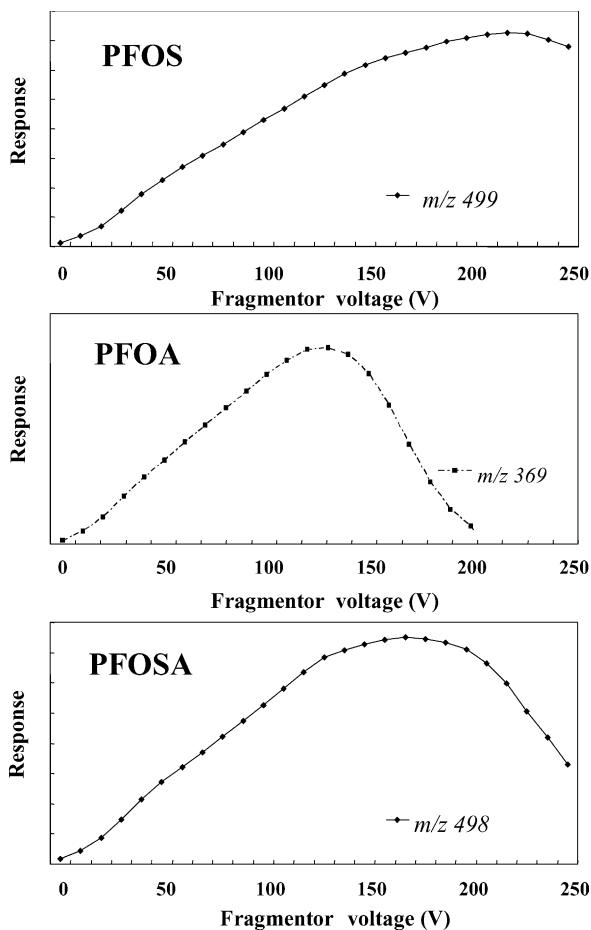 PFOS
Response
m/z 499
0 50 100 150 200 250
Fragmentor voltage (V)
PFOA
Response
m/z 369
0 50 100 150 200 250
Fragmentor voltage (V)
PFOSA
Response
m/z 498
0 50 100 150 200 250
Fragmentor voltage (V)